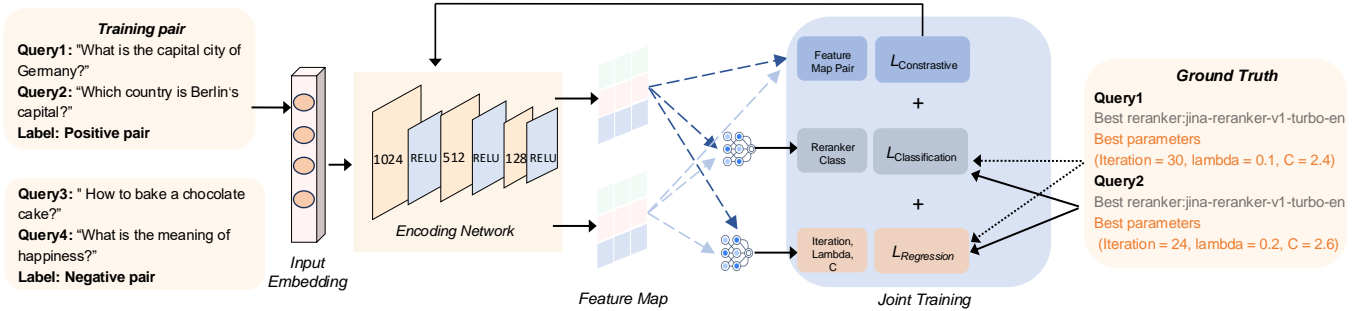 Training pair
Query1: "What is the capital city of
Germany?”
Query2: “Which country is Berlin‘s
capital?”
Label: Positive pair
Query3: " How to bake a chocolate
cake?”
Query4: “What is the meaning of
happiness?”
Label: Negative pair
Input
Embedding
1024
RELU
512
RELU
128
RELU
Encoding Network
Feature Map
Feature
Map Pair
LConstrastive
+
Reranker
Class
LClassification
+
Iteration,
Lambda,
C
LRegression
Joint Training
Ground Truth
Query1
Best reranker:jina-reranker-v1-turbo-en
Best parameters
(Iteration = 30, lambda = 0.1, C = 2.4)
Query2
Best reranker:jina-reranker-v1-turbo-en
Best parameters
(Iteration = 24, lambda = 0.2, C = 2.6)